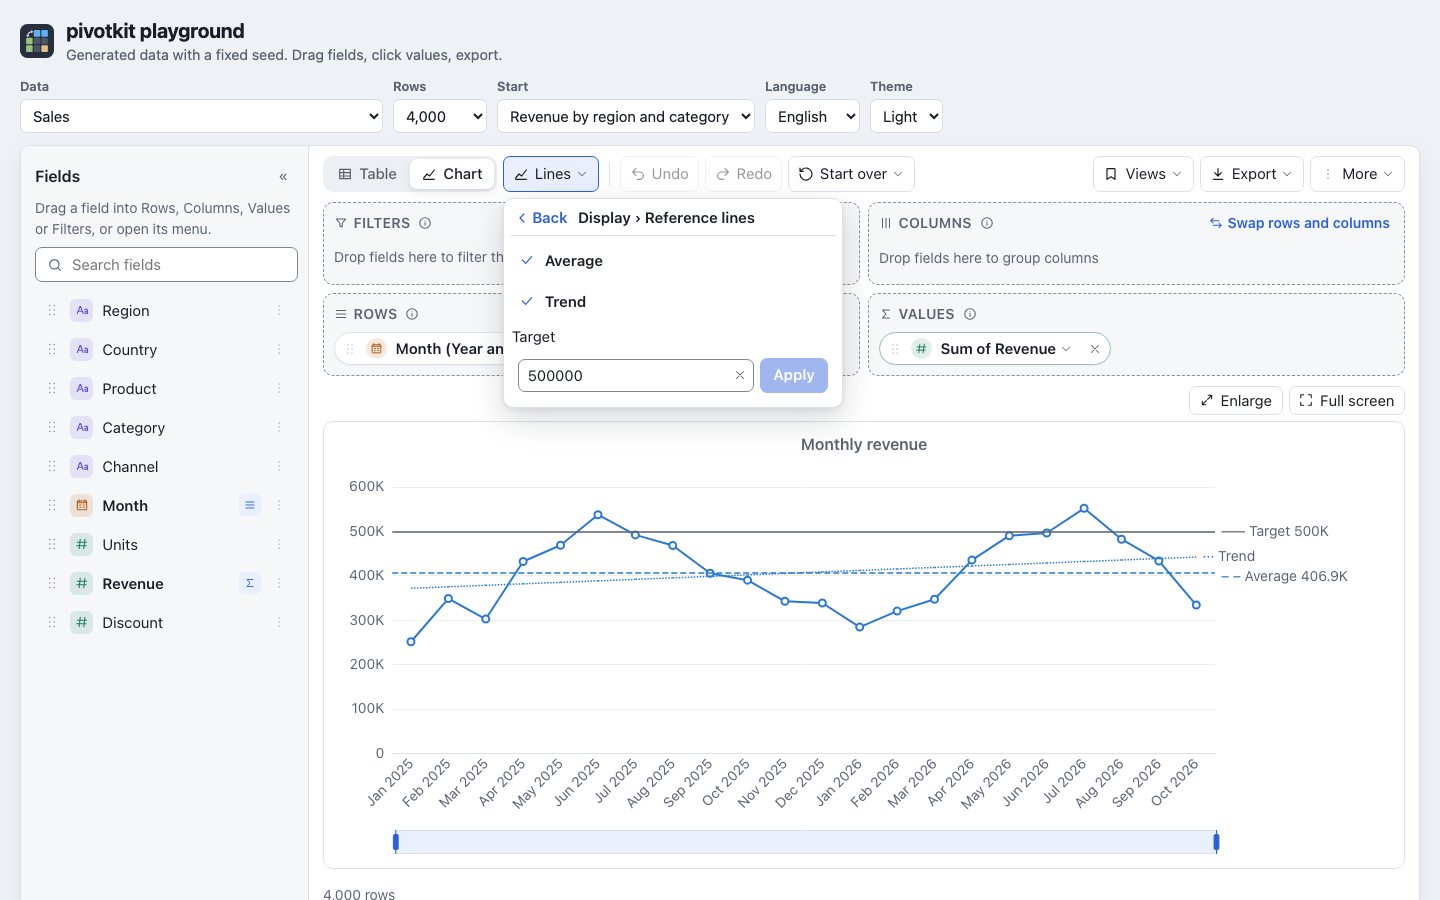 pivotkit playground
Generated data with a fixed seed. Drag fields, click values, export.
Data
Rows
Start
Language
Theme
Sales
4,000
Revenue by region and category
English
Light
Fields
«
Drag a field into Rows, Columns, Values
or Filters, or open its menu.
Search fields
Aa Region
Aa Country
Aa Product
Aa Category
Aa Channel
Month
# Units
# Revenue Σ
# Discount
Table
Chart
Lines
Undo
Redo
Start over
Views
Export
More
FILTERS
Drop fields here to filter th
Back
Display › Reference lines
Average
Trend
Target
500000
Apply
COLUMNS
Swap rows and columns
Drop fields here to group columns
ROWS
Month (Year an
Σ VALUES
# Sum of Revenue
Enlarge
Full screen
Monthly revenue
600K
500K
400K
300K
200K
100K
0
Target 500K
Trend
Average 406.9K
Jan 2025
Feb 2025
Mar 2025
Apr 2025
May 2025
Jun 2025
Jul 2025
Aug 2025
Sep 2025
Oct 2025
Nov 2025
Dec 2025
Jan 2026
Feb 2026
Mar 2026
Apr 2026
May 2026
Jun 2026
Jul 2026
Aug 2026
Sep 2026
Oct 2026
4,000 rows